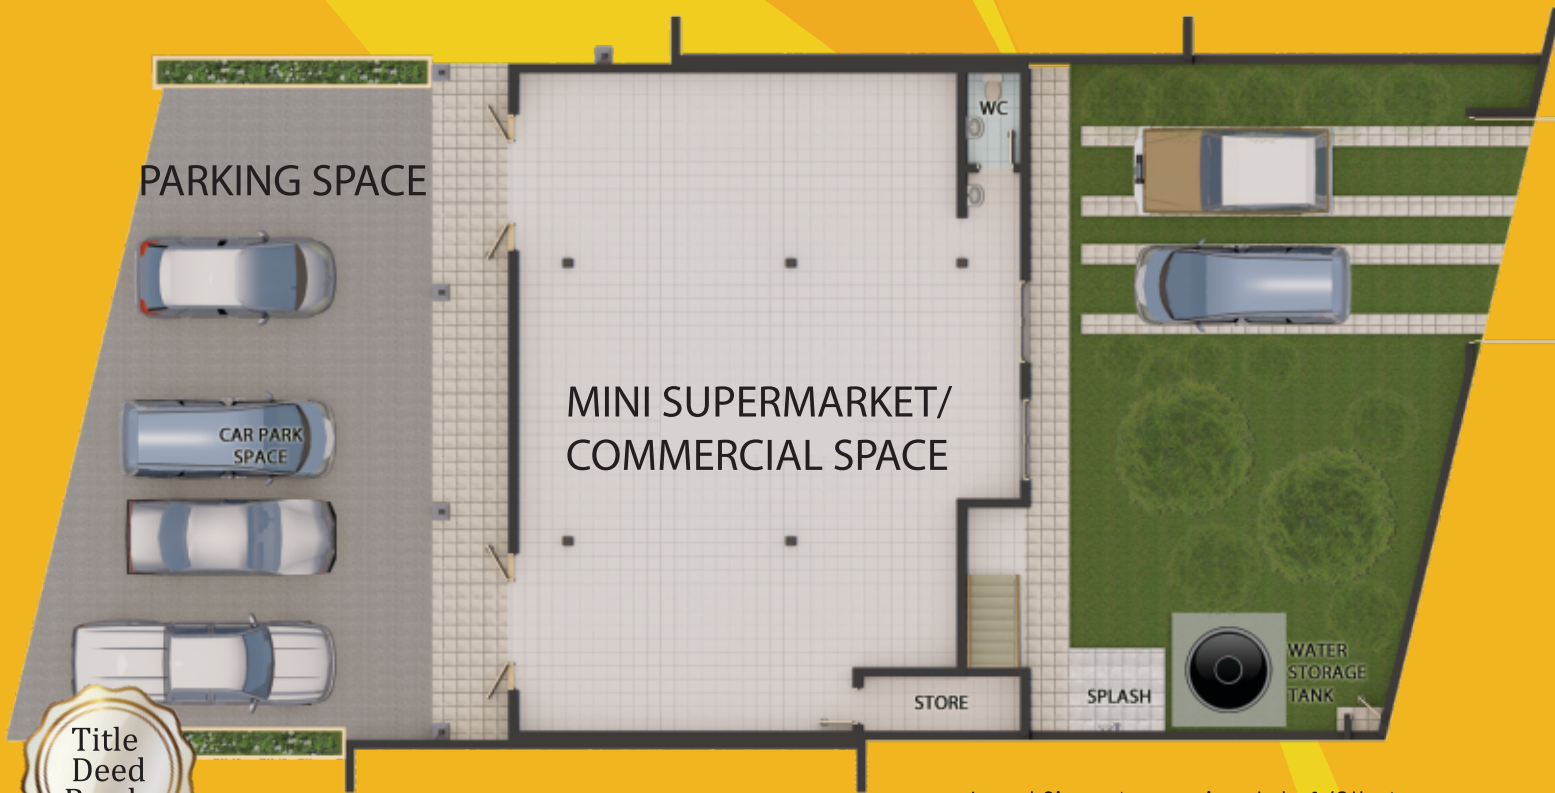 WC
PARKING SPACE
MINI SUPERMARKET/
COMMERCIAL SPACE
CAR PARK
SPACE
STORE
SPLASH
WATER
STORAGE
TANK
Title
Deed